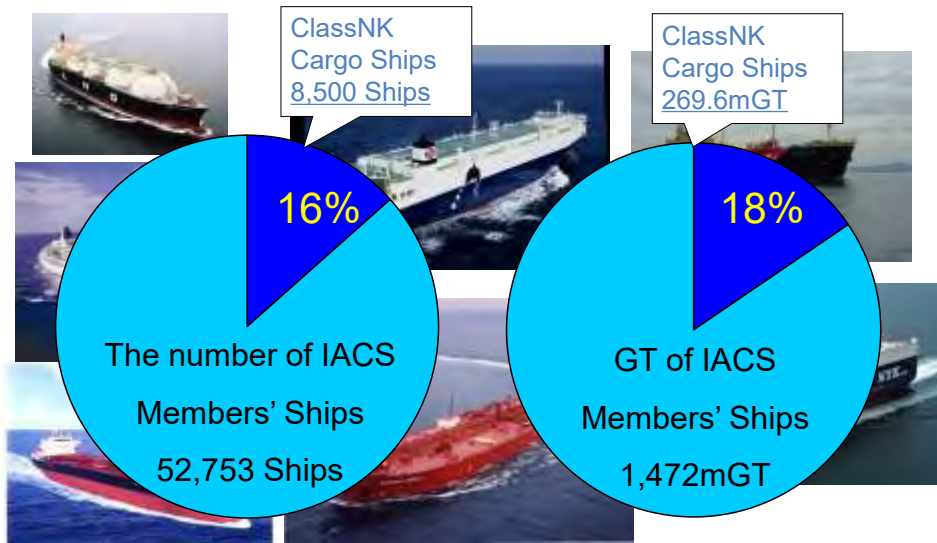 ClassNK
Cargo Ships
8,500 Ships
16%
The number of IACS
Members' Ships
52,753 Ships
ClassNK
Cargo Ships
269.6mGT
18%
GT of IACS
Members' Ships
1,472mGT
NYK